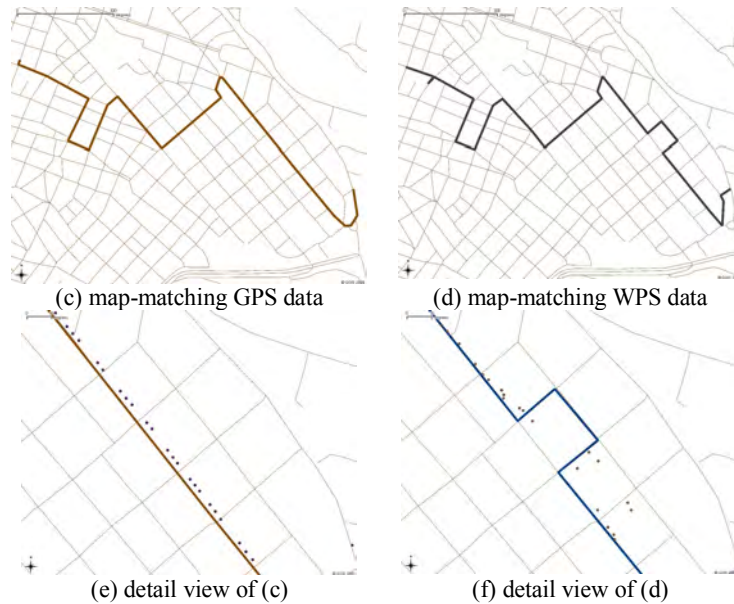 (c) map-matching GPS data
(d) map-matching WPS data
(e) detail view of (c)
(f) detail view of (d)